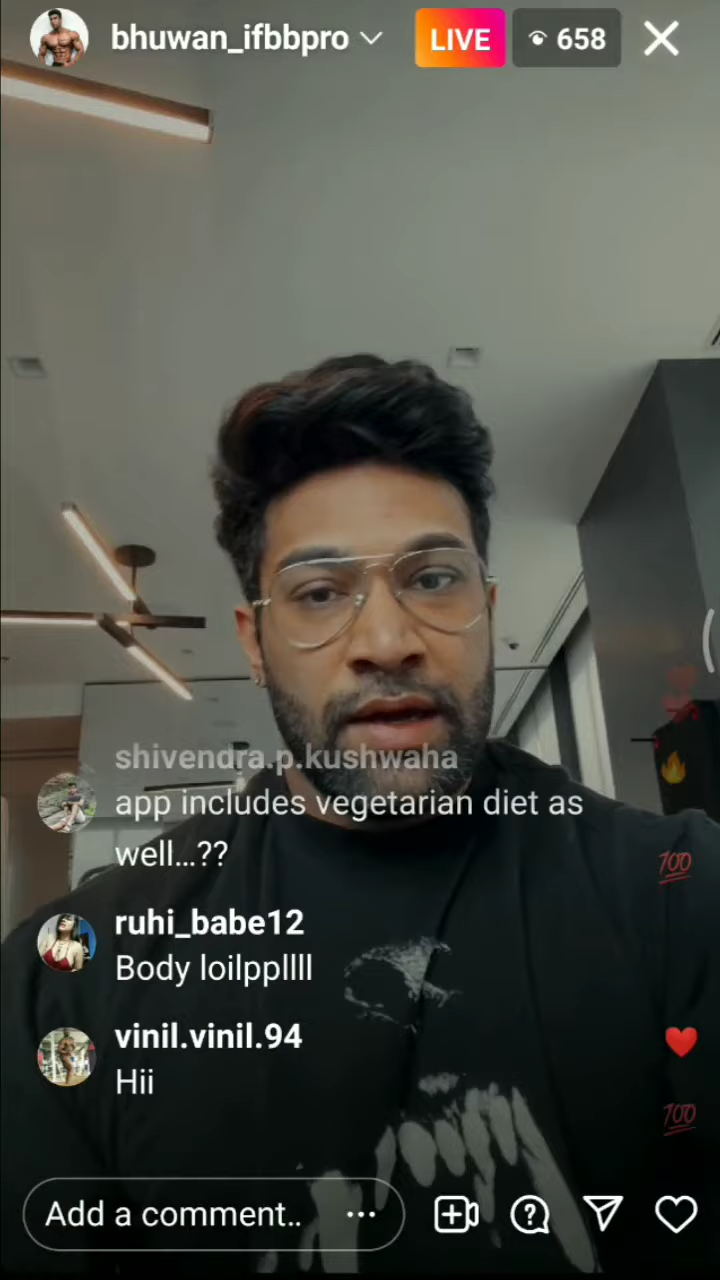 bhuwan_ifbbpro
LIVE
658
shivendra.p.kushwaha
app includes vegetarian diet as
well...??
ruhi_babe12
Body loilppllll
vinil.vinil.94
Hii
Add a comment..
💯
💯